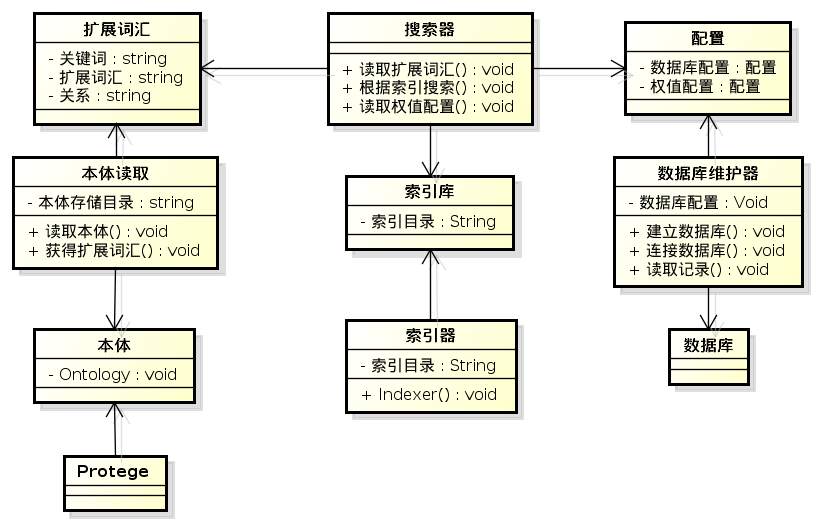 扩展词汇
- 关键词 : string
- 扩展词汇 : string
- 关系 : string
搜索器
+ 读取扩展词汇() : void
+ 根据索引搜索() : void
+ 读取权值配置() : void
配置
- 数据库配置 : 配置
- 权值配置 : 配置
本体读取
- 本体存储目录 : string
+ 读取本体() : void
+ 获得扩展词汇() : void
索引库
- 索引目录 : String
数据库维护器
- 数据库配置 : Void
+ 建立数据库() : void
+ 连接数据库() : void
+ 读取记录() : void
本体
- Ontology : void
索引器
- 索引目录 : String
+ Indexer() : void
数据库
Protege